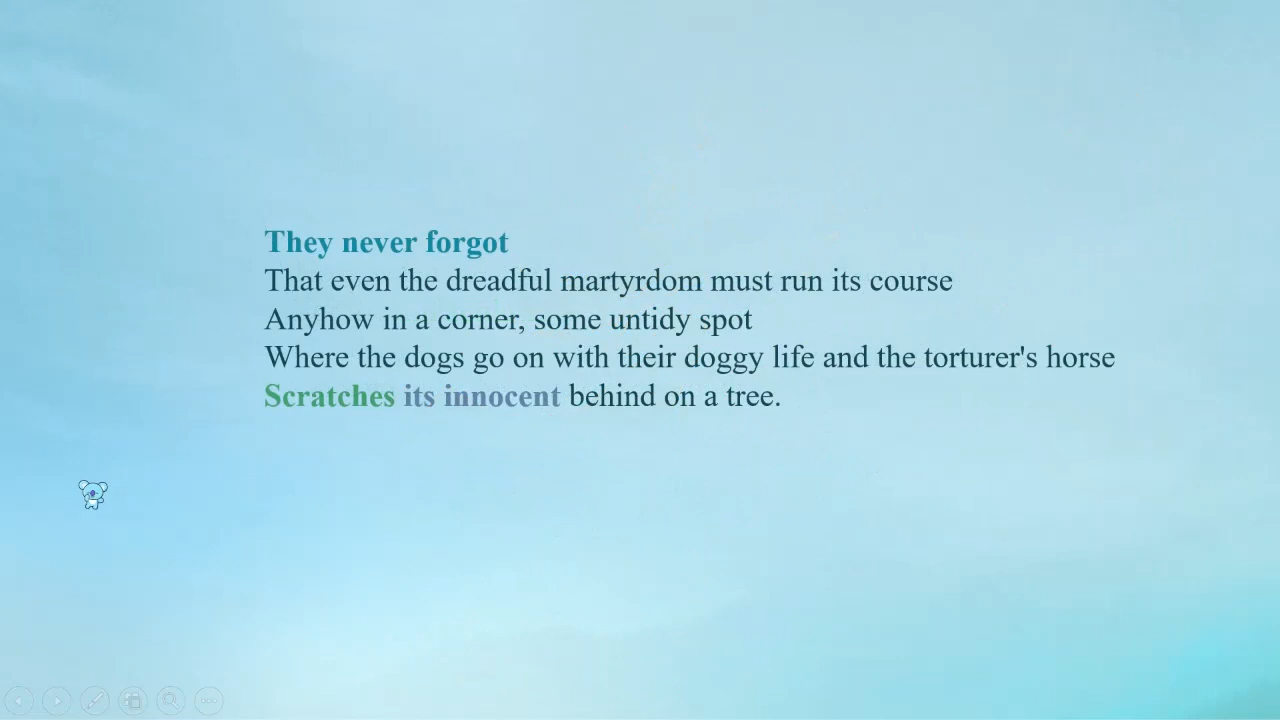 They never forgot
That even the dreadful martyrdom must run its course
Anyhow in a corner, some untidy spot
Where the dogs go on with their doggy life and the torturer's horse
Scratches its innocent behind on a tree.